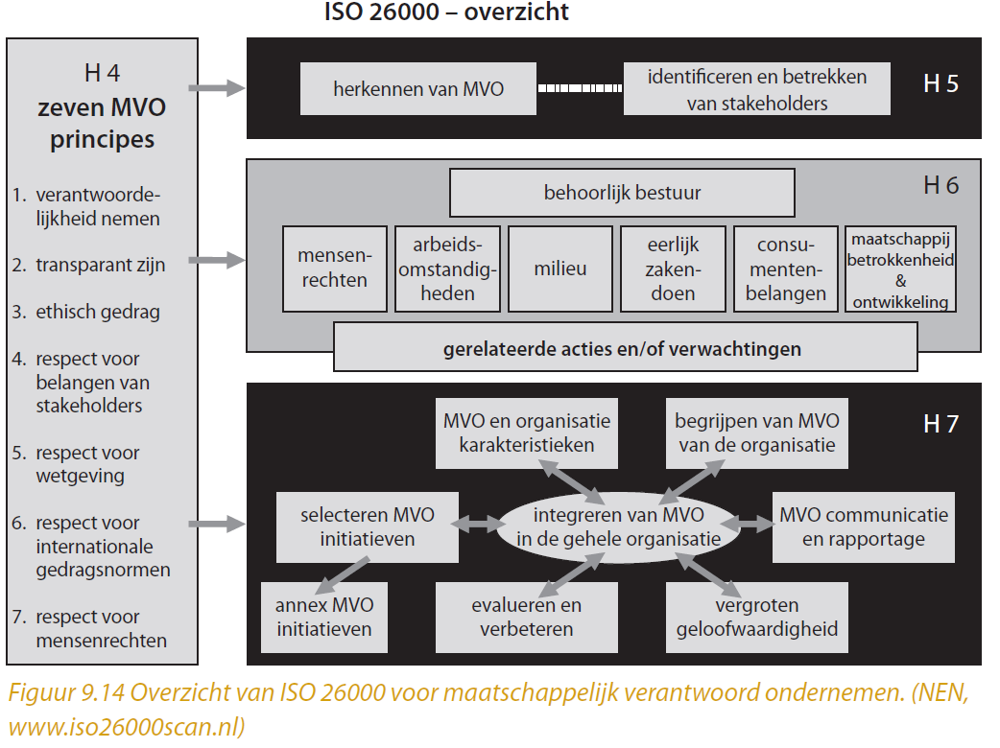 ISO 26000 – overzicht
H 4
zeven MVO
principes
1. verantwoorde-
lijkheid nemen
2. transparant zijn
3. ethisch gedrag
4. respect voor
belangen van
stakeholders
5. respect voor
wetgeving
6. respect voor
internationale
gedragsnormen
7. respect voor
mensenrechten
H 5
herkennen van MVO
identificeren en betrekken
van stakeholders
H 6
behoorlijk bestuur
mensen-
rechten
arbeids-
omstandig-
heden
milieu
eerlijk
zaken-
doen
consu-
menten-
belangen
maatschappij
betrokkenheid
&
ontwikkeling
gerelateerde acties en/of verwachtingen
H 7
MVO en organisatie
karakteristieken
begrijpen van MVO
van de organisatie
selecteren MVO
initiatieven
integreren van MVO
in de gehele organisatie
MVO communicatie
en rapportage
annex MVO
initiatieven
evalueren en
verbeteren
vergroten
geloofwaardigheid
Figuur 9.14 Overzicht van ISO 26000 voor maatschappelijk verantwoord ondernemen. (NEN,
www.iso26000scan.nl)